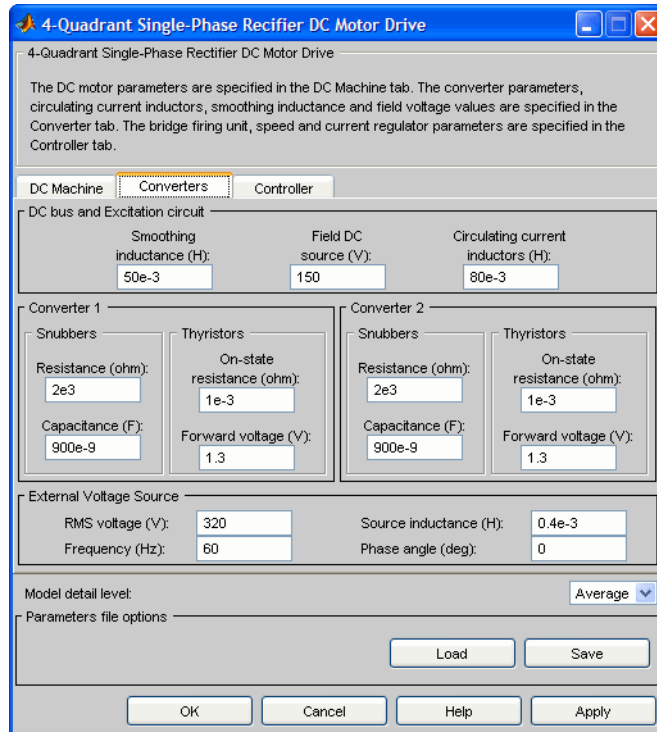 4-Quadrant Single-Phase Rectifier DC Motor Drive
4-Quadrant Single-Phase Rectifier DC Motor Drive
The DC motor parameters are specified in the DC Machine tab. The converter parameters,
circulating current inductors, smoothing inductance and field voltage values are specified in the
Converter tab. The bridge firing unit, speed and current regulator parameters are specified in the
Controller tab.
DC Machine Converters Controller
DC bus and Excitation circuit
Smoothing
inductance (H):
50e-3
Field DC
source (V):
150
Circulating current
inductors (H):
80e-3
Converter 1
Snubbers
Resistance (ohm):
2e3
Capacitance (F):
900e-9
Thyristors
On-state
resistance (ohm):
1e-3
Forward voltage (V):
1.3
Converter 2
Snubbers
Resistance (ohm):
2e3
Capacitance (F):
900e-9
Thyristors
On-state
resistance (ohm):
1e-3
Forward voltage (V):
1.3
External Voltage Source
RMS voltage (V): 320 Source inductance (H): 0.4e-3
Frequency (Hz): 60 Phase angle (deg): 0
Model detail level: Average
Parameters file options
Load Save
OK Cancel Help Apply